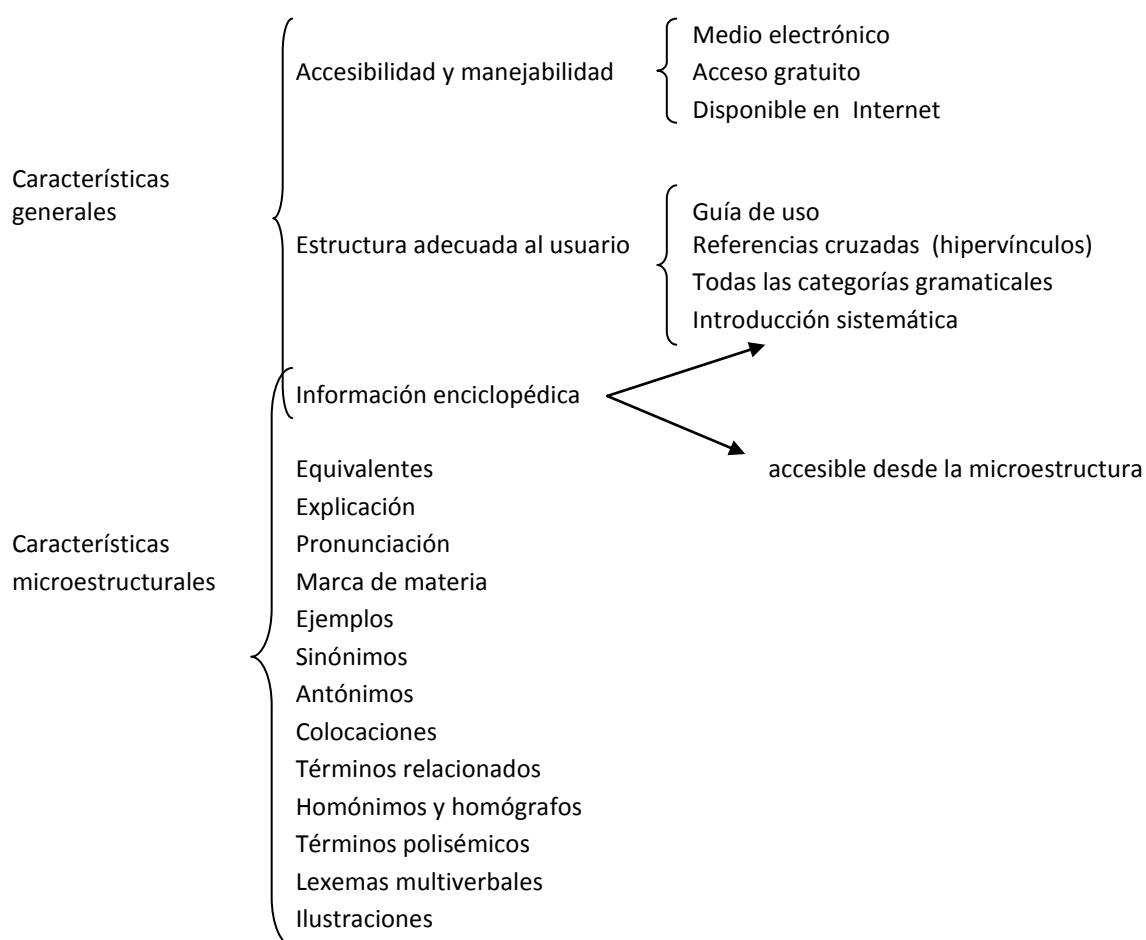 Medio electrónico
Accesibilidad y manejabilidad
Acceso gratuito
Disponible en Internet
Característícas
generales
Guía de uso
Estructura adecuada al usuario
Referencias cruzadas (hipervínculos)
Todas las categorías gramaticales
Introducción sistemática
Información enciclopédica
Equivalentes
accesible desde la microestructura
Explicación
Característícas
microestructurales
Pronunciación
Marca de materia
Ejemplos
Sinónimos
Antónimos
Colocaciones
Términos relacionados
Homónimos y homógrafos
Términos polisémicos
Lexemas multiverbales
Ilustraciones